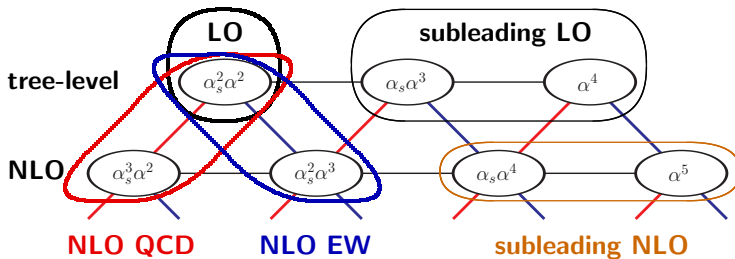 LO subleading LO
tree-level α_s^2α^2 α_sα^3 α^4
NLO α_s^3α^2 α_s^2α^3 α_sα^4 α^5
NLO QCD NLO EW subleading NLO